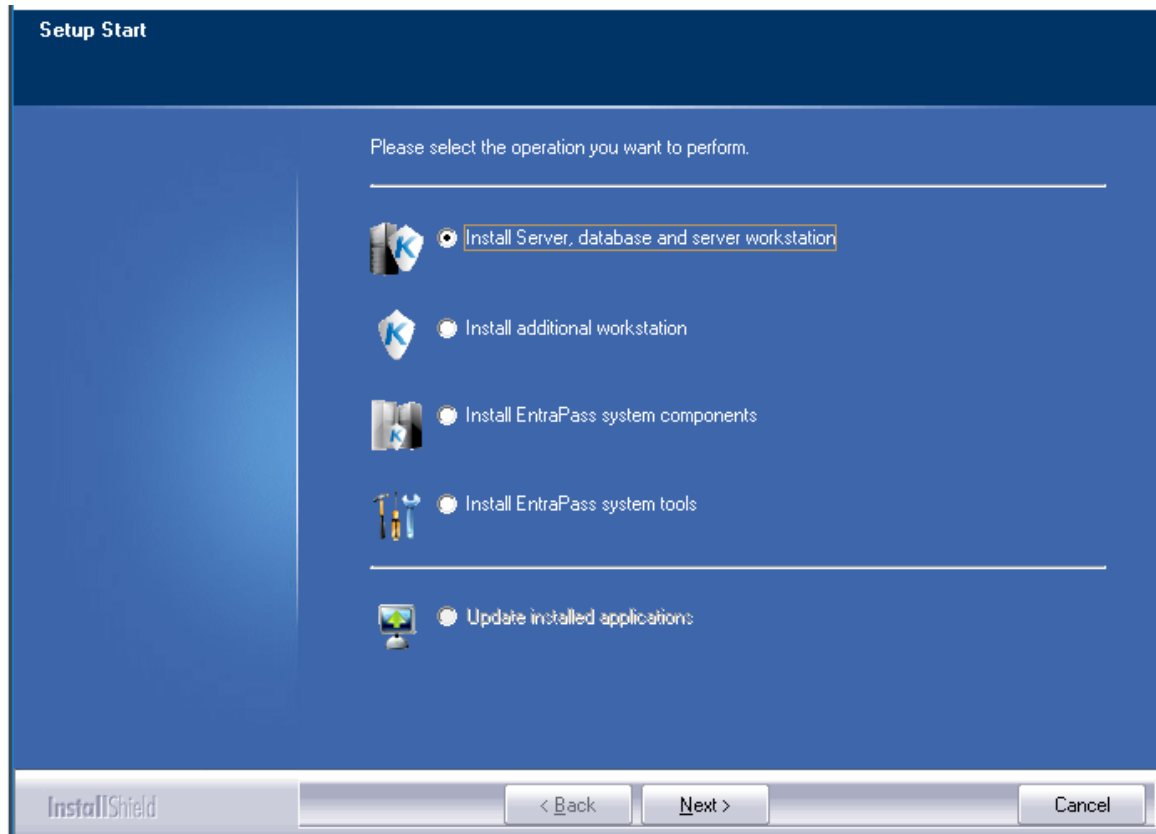 Setup Start
Please select the operation you want to perform.
Install Server, database and server workstation
Install additional workstation
Install EntraPass system components
Install EntraPass system tools
Update installed applications
InstallShield
< Back
Next >
Cancel